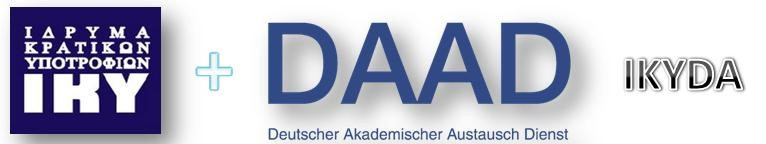 ΙΔΡΥΜΑ
ΚΡΑΤΙΚΩΝ
ΥΠΟΤΡΟΦΙΩΝ
ΙΚΥ
+
DAAD
Deutscher Akademischer Austausch Dienst
IKYDA